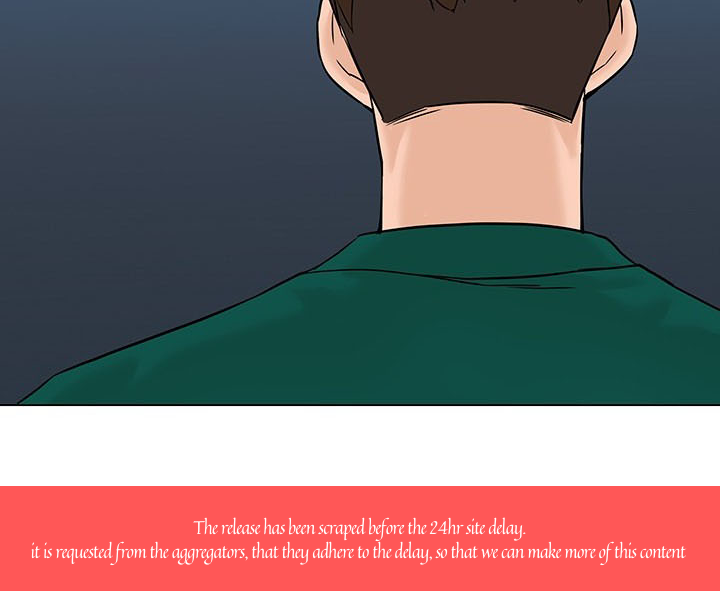 The release has been scraped before the 24hr site delay.
it is requested from the aggregators, that they adhere to the delay, so that we can make more of this content